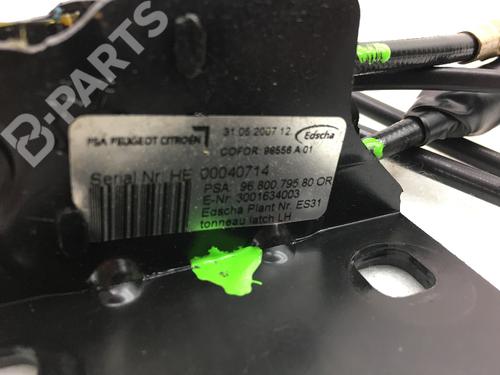 B-PARTS
PSA PEUGEOT CITROËN
31.05.2007 12
Edscha
COFOR: 98556 A 01
Serial Nr. HE 00040714
PSA: 96 800 795 80 OR
E-Nr 3001634003
Edscha Plant Nr. ES31
tonneau latch LH